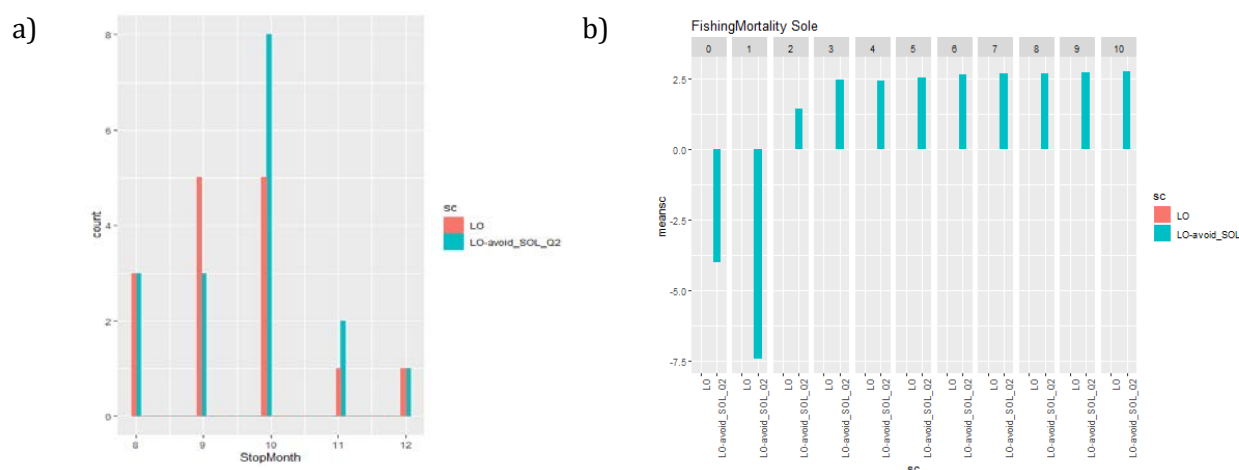 a)
8
6
4
2
0
count
8 9 10 11 12
StopMonth
sc
LO
LO-avoid_SOL_Q2
b)
FishingMortality Sole
0 1 2 3 4 5 6 7 8 9 10
2.5
0.0
-2.5
-5.0
-7.5
meansc
LO
LO-avoid_SOL_Q2
LO
LO-avoid_SOL_Q2
LO
LO-avoid_SOL_Q2
LO
LO-avoid_SOL_Q2
LO
LO-avoid_SOL_Q2
LO
LO-avoid_SOL_Q2
LO
LO-avoid_SOL_Q2
LO
LO-avoid_SOL_Q2
LO
LO-avoid_SOL_Q2
LO
LO-avoid_SOL_Q2
LO
LO-avoid_SOL_Q2
sc
sc
LO
LO-avoid_SOL